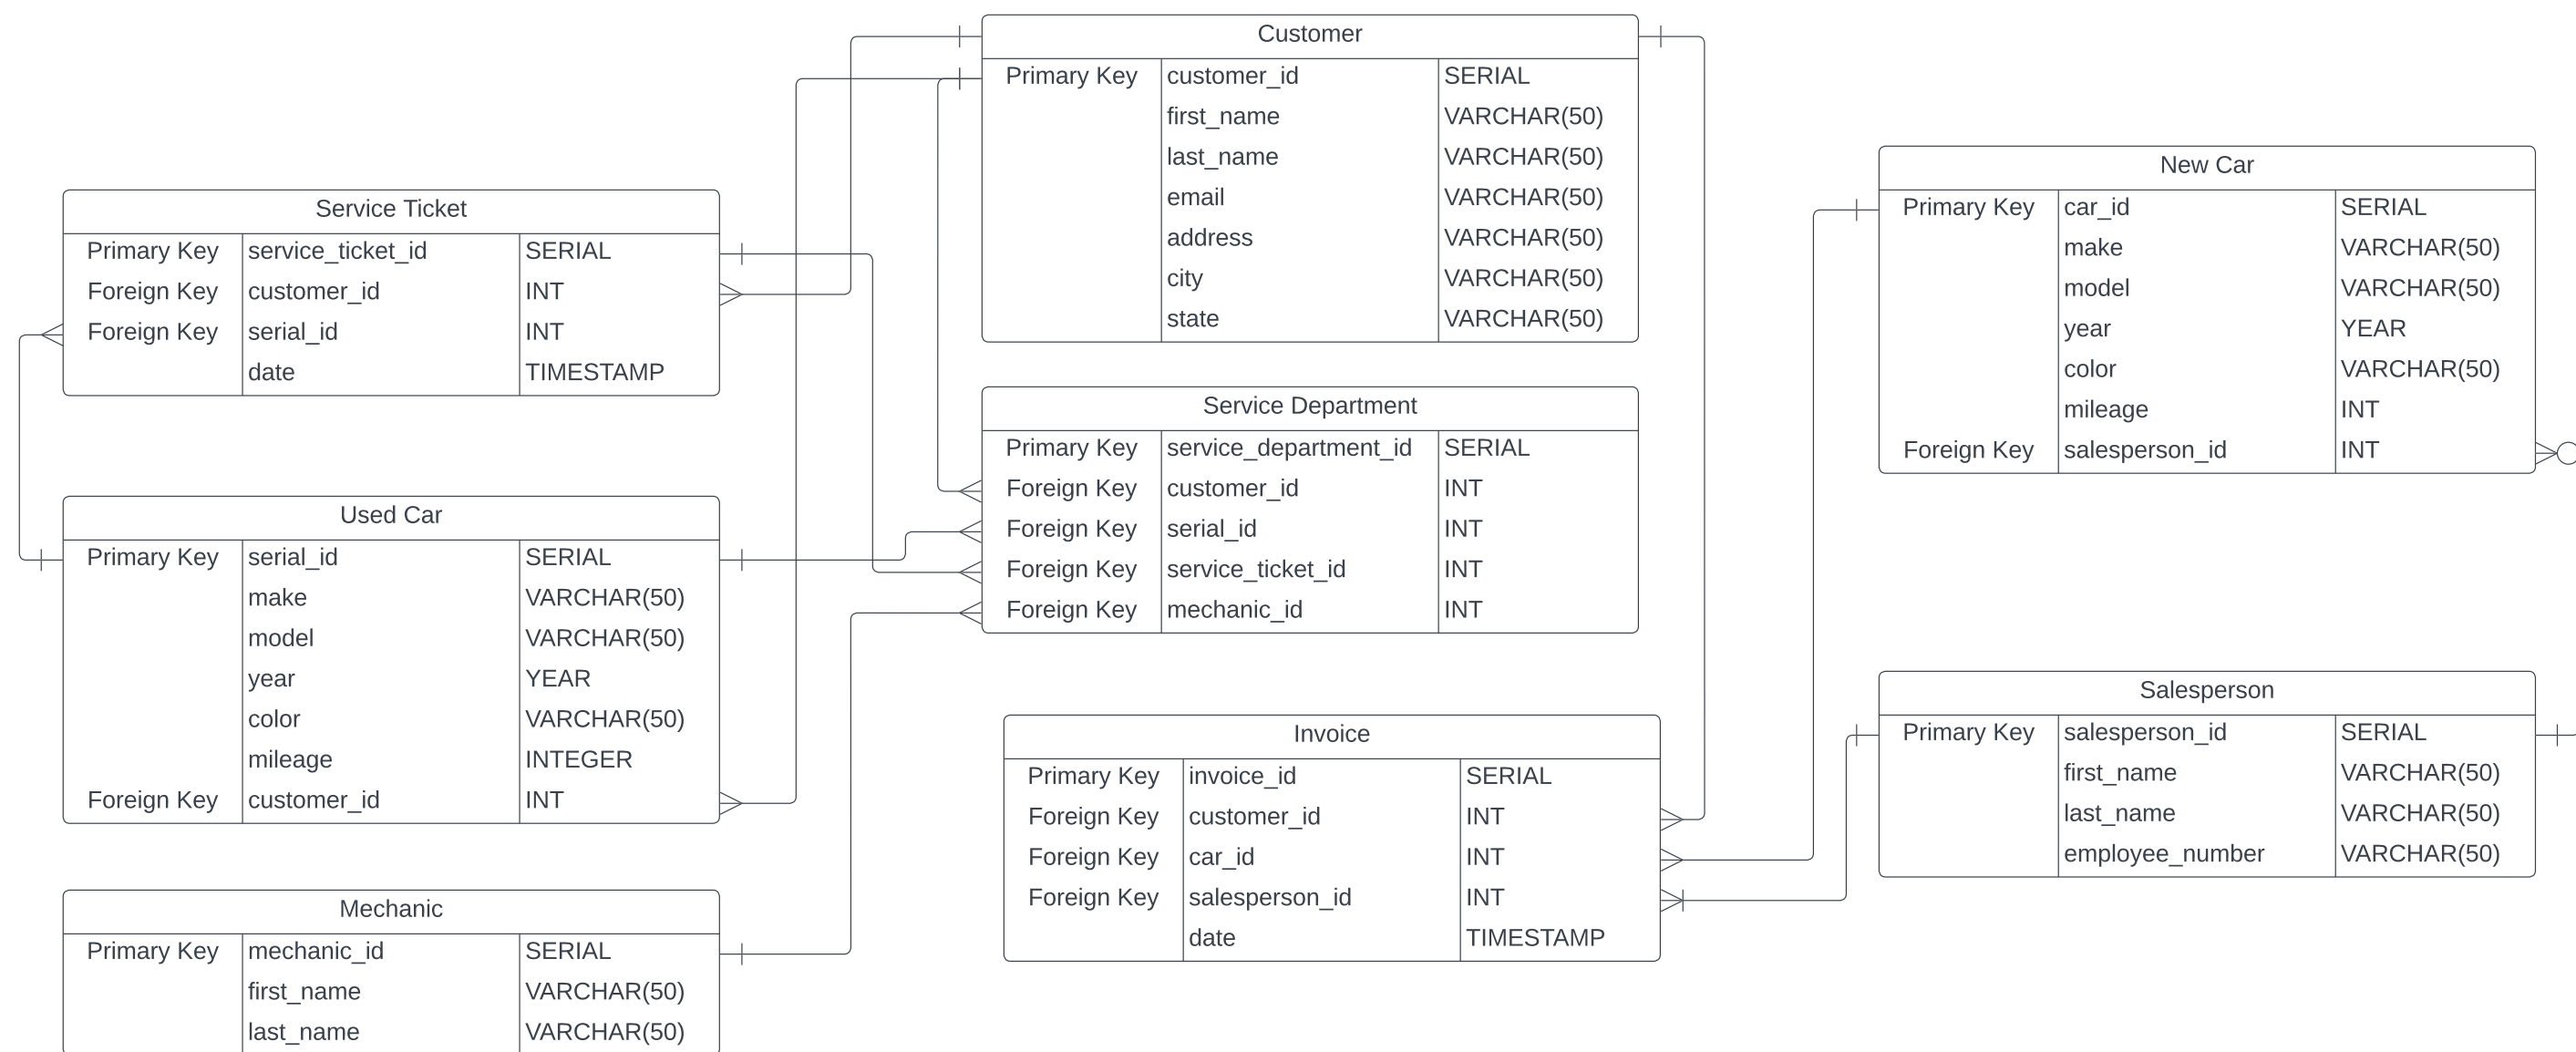 Customer
Primary Key customer_id SERIAL
first_name VARCHAR(50)
last_name VARCHAR(50)
email VARCHAR(50)
address VARCHAR(50)
city VARCHAR(50)
state VARCHAR(50)
New Car
Primary Key car_id SERIAL
make VARCHAR(50)
model VARCHAR(50)
year YEAR
color VARCHAR(50)
mileage INT
Foreign Key salesperson_id INT
Service Ticket
Primary Key service_ticket_id SERIAL
Foreign Key customer_id INT
Foreign Key serial_id INT
date TIMESTAMP
Service Department
Primary Key service_department_id SERIAL
Foreign Key customer_id INT
Foreign Key serial_id INT
Foreign Key service_ticket_id INT
Foreign Key mechanic_id INT
Used Car
Primary Key serial_id SERIAL
make VARCHAR(50)
model VARCHAR(50)
year YEAR
color VARCHAR(50)
mileage INTEGER
Foreign Key customer_id INT
Salesperson
Primary Key salesperson_id SERIAL
first_name VARCHAR(50)
last_name VARCHAR(50)
employee_number VARCHAR(50)
Invoice
Primary Key invoice_id SERIAL
Foreign Key customer_id INT
Foreign Key car_id INT
Foreign Key salesperson_id INT
date TIMESTAMP
Mechanic
Primary Key mechanic_id SERIAL
first_name VARCHAR(50)
last_name VARCHAR(50)